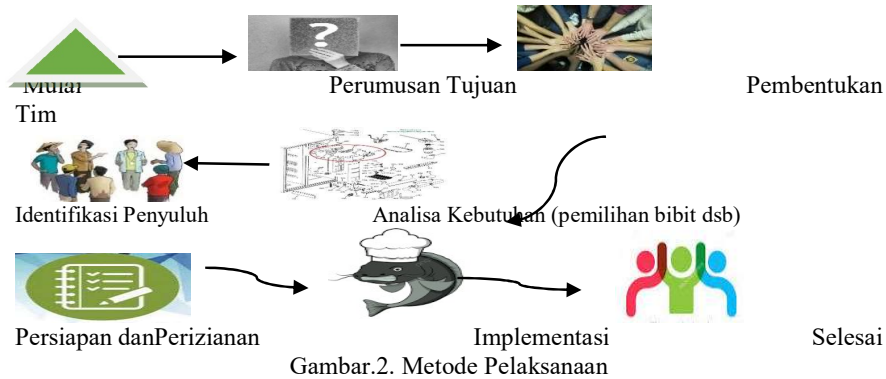 ?
Mulai Perumusan Tujuan Pembentukan
Tim
Identifikasi Penyuluh Analisa Kebutuhan (pemilihan bibit dsb)
Persiapan danPerizianan Implementasi Selesai
Gambar.2. Metode Pelaksanaan